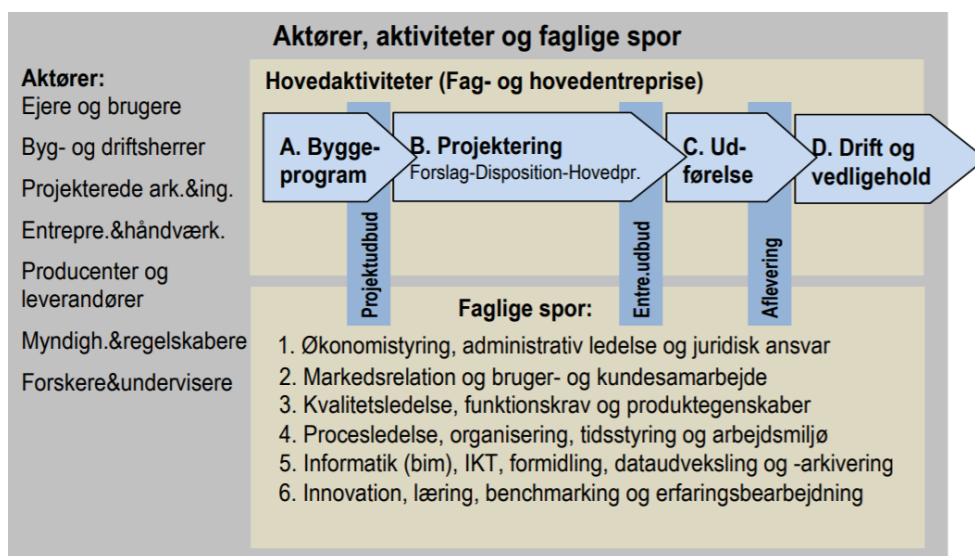 Aktører, aktiviteter og faglige spor
Aktører:
Ejere og brugere
Byg- og driftsherrer
Projekterede ark.&ing.
Entrepre.&håndværk.
Producenter og
leverandører
Myndigh.&regelskabere
Forskere&undervisere
Hovedaktiviteter (Fag- og hovedentreprise)
A. Bygge-
program
B. Projektering
Forslag-Disposition-Hovedpr.
C. Ud-
førelse
D. Drift og
vedligehold
Projektudbud
Entre.udbud
Aflevering
Faglige spor:
1. Økonomistyring, administrativ ledelse og juridisk ansvar
2. Markedsrelation og bruger- og kundesamarbejde
3. Kvalitetsledelse, funktionskrav og produktegenskaber
4. Procesledelse, organisering, tidsstyring og arbejdsmiljø
5. Informatik (bim), IKT, formidling, dataudveksling og -arkivering
6. Innovation, læring, benchmarking og erfaringsbearbejdning